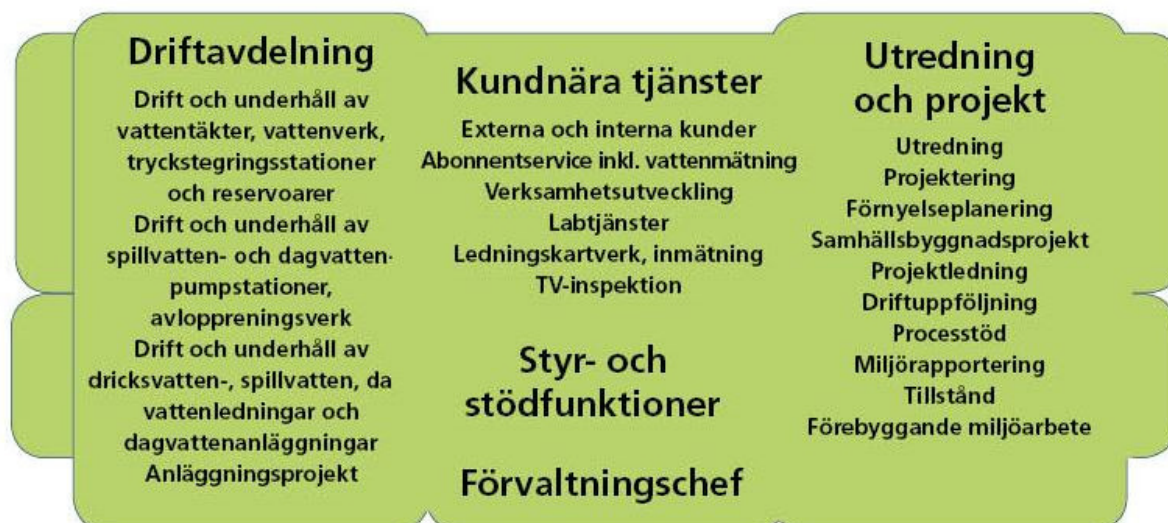 Driftavdelning
Drift och underhåll av
vattentäkter, vattenverk,
tryckstegringsstationer
och reservoarer
Drift och underhåll av
spillvatten- och dagvatten-
pumpstationer,
avloppreningsverk
Drift och underhåll av
dricksvatten-, spillvatten, da
vattenledningar och
dagvattenanläggningar
Anläggningsprojekt
Kundnära tjänster
Externa och interna kunder
Abonnentservice inkl. vattenmätning
Verksamhetsutveckling
Labtjänster
Ledningskartverk, inmätning
TV-inspektion
Styr- och
stödfunktioner
Förvaltningschef
Utredning
och projekt
Utredning
Projektering
Förnyelseplanering
Samhällsbyggnadsprojekt
Projektledning
Driftuppföljning
Processtöd
Miljörapportering
Tillstånd
Förebyggande miljöarbete